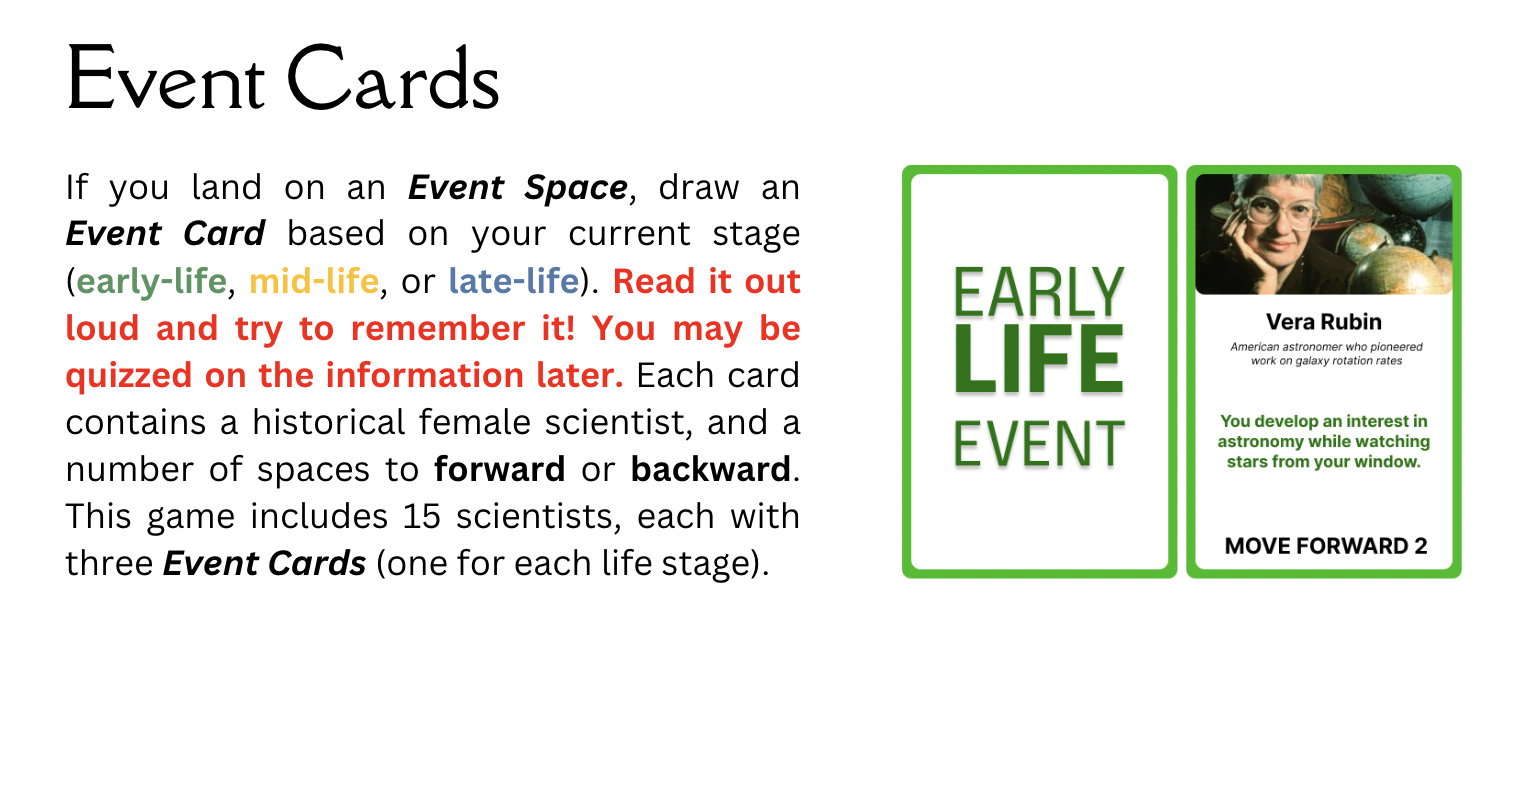 Event Cards
If you land on an Event Space, draw an
Event Card based on your current stage
(early-life, mid-life, or late-life). Read it out
loud and try to remember it! You may be
quizzed on the information later. Each card
contains a historical female scientist, and a
number of spaces to forward or backward.
This game includes 15 scientists, each with
three Event Cards (one for each life stage).
EARLY
LIFE
EVENT
Vera Rubin
American astronomer who pioneered
work on galaxy rotation rates
You develop an interest in
astronomy while watching
stars from your window.
MOVE FORWARD 2